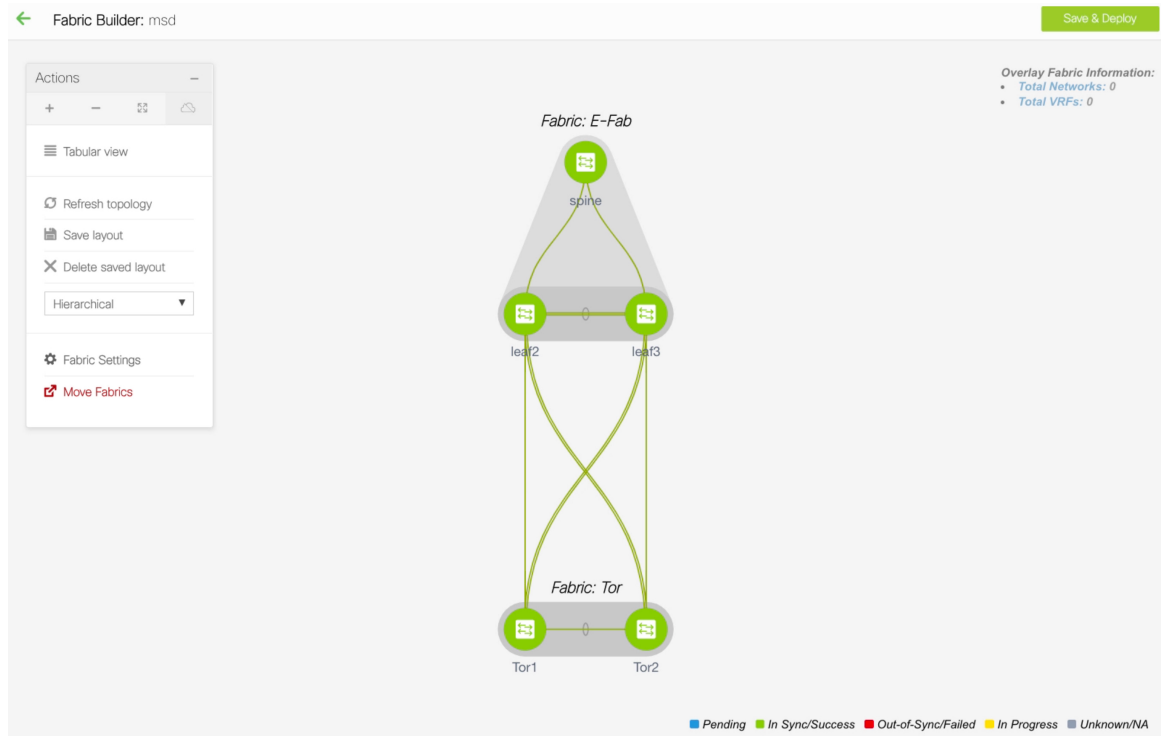 Fabric Builder: msd
Save & Deploy
Actions
Overlay Fabric Information:
Total Networks: 0
Total VRFs: 0
Tabular view
Refresh topology
Save layout
Delete saved layout
Hierarchical
Fabric Settings
Move Fabrics
Fabric: E-Fab
spine
leaf2
leaf3
Fabric: Tor
Tor1
Tor2
Pending In Sync/Success Out-of-Sync/Failed In Progress Unknown/NA